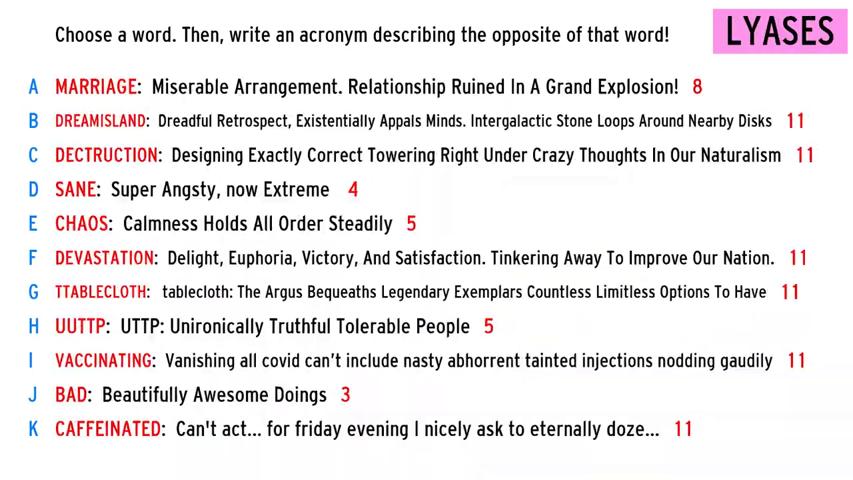 Choose a word. Then, write an acronym describing the opposite of that word!
LYASES
A MARRIAGE: Miserable Arrangement. Relationship Ruined In A Grand Explosion! 8
B DREAMISLAND: Dreadful Retrospect, Existentially Appals Minds. Intergalactic Stone Loops Around Nearby Disks 11
C DECTRUCTION: Designing Exactly Correct Towering Right Under Crazy Thoughts In Our Naturalism 11
D SANE: Super Angsty, now Extreme 4
E CHAOS: Calmness Holds All Order Steadily 5
F DEVASTATION: Delight, Euphoria, Victory, And Satisfaction. Tinkering Away To Improve Our Nation. 11
G TTABLECLOTH: tablecloth: The Argus Bequeaths Legendary Exemplars Countless Limitless Options To Have 11
H UUTTP: UTTP: Unironically Truthful Tolerable People 5
I VACCINATING: Vanishing all covid can't include nasty abhorrent tainted injections nodding gaudily 11
J BAD: Beautifully Awesome Doings 3
K CAFFEINATED: Can't act... for friday evening I nicely ask to eternally doze... 11